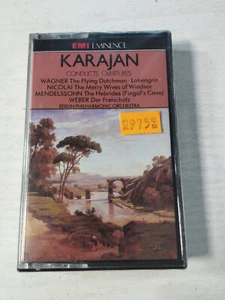 EMI EMINENCE
KARAJAN
CONDUCTS OVERTURES
WAGNER The Flying Dutchman · Lohengrin
NICOLAI The Merry Wives of Windsor
MENDELSSOHN The Hebrides (Fingal's Cave)
WEBER Der Freischütz
BERLIN PHILHARMONIC ORCHESTRA